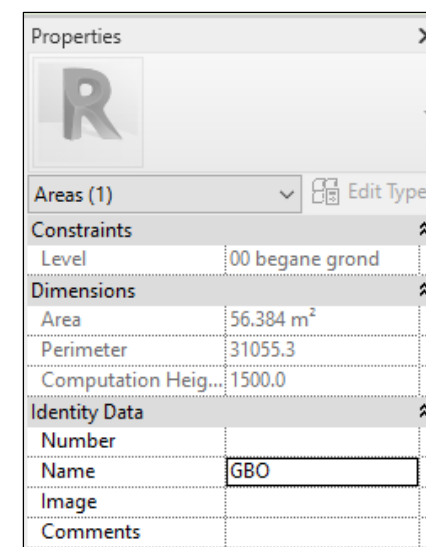 Properties
R
Areas (1) Edit Type
Constraints
Level 00 begane grond
Dimensions
Area 56.384 m²
Perimeter 31055.3
Computation Heig... 1500.0
Identity Data
Number
Name GBO
Image
Comments